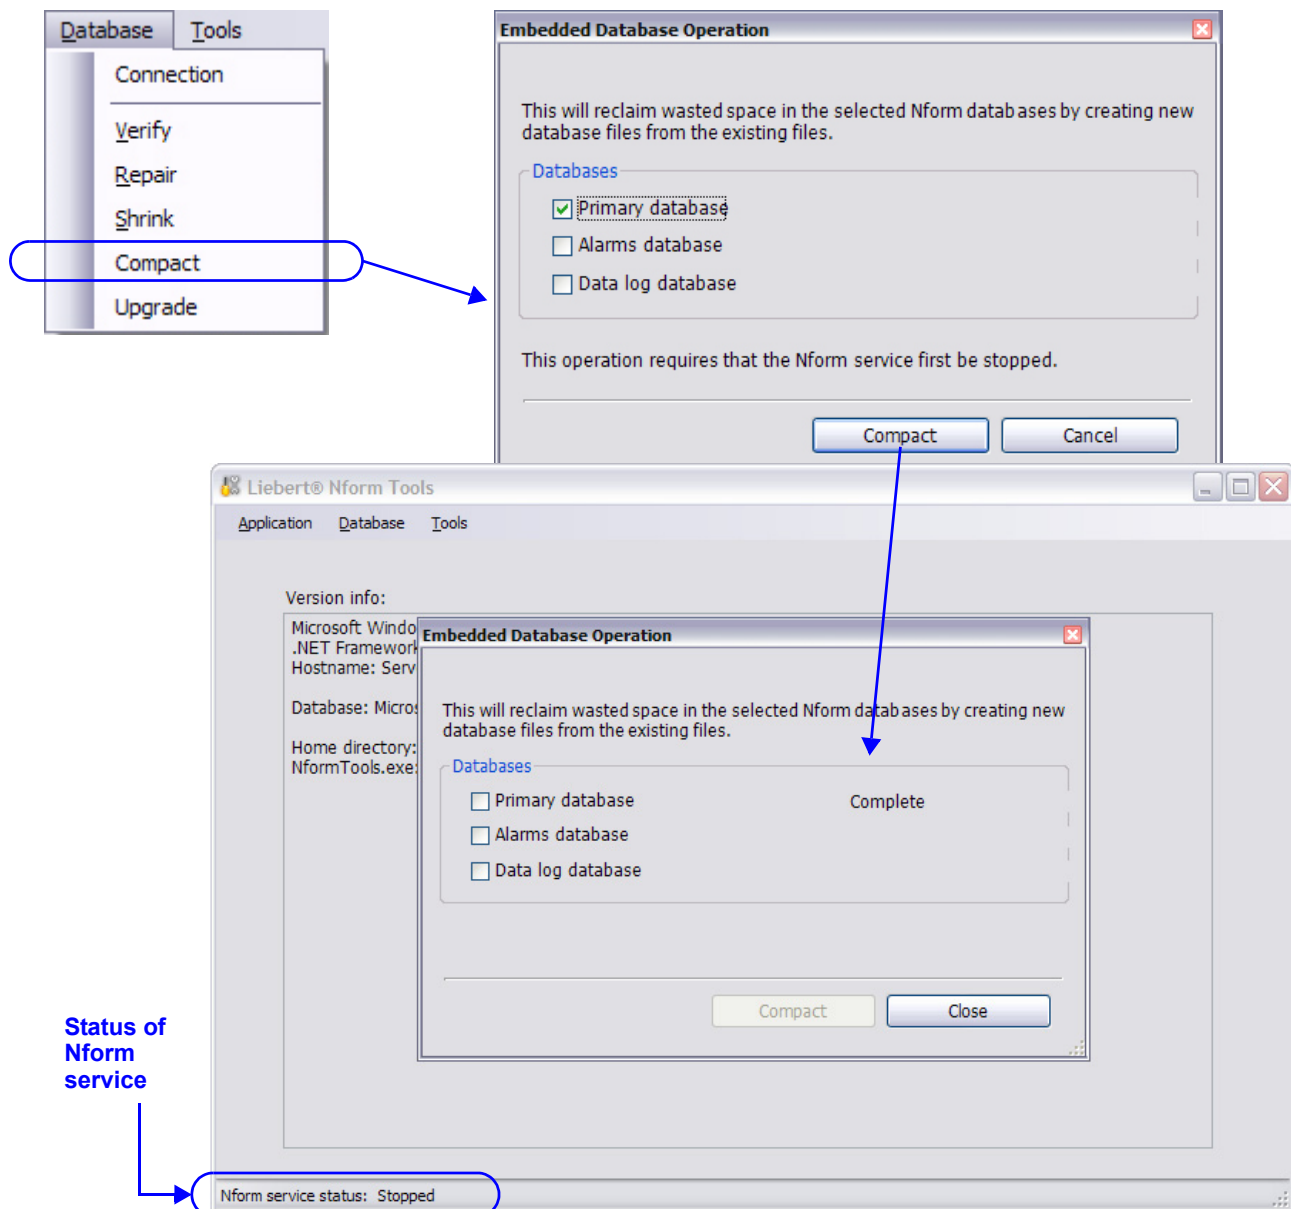 Database Tools
Connection
Verify
Repair
Shrink
Compact
Upgrade
Embedded Database Operation
This will reclaim wasted space in the selected Nform databases by creating new
database files from the existing files.
Databases
Primary database
Alarms database
Data log database
This operation requires that the Nform service first be stopped.
Compact Cancel
Liebert® Nform Tools
Application Database Tools
Version info:
Microsoft Windo
.NET Framework
Hostname: Serv
Database: Micros
Home directory:
NformTools.exe:
Embedded Database Operation
This will reclaim wasted space in the selected Nform databases by creating new
database files from the existing files.
Databases
Primary database Complete
Alarms database
Data log database
Compact Close
Status of
Nform
service
Nform service status: Stopped